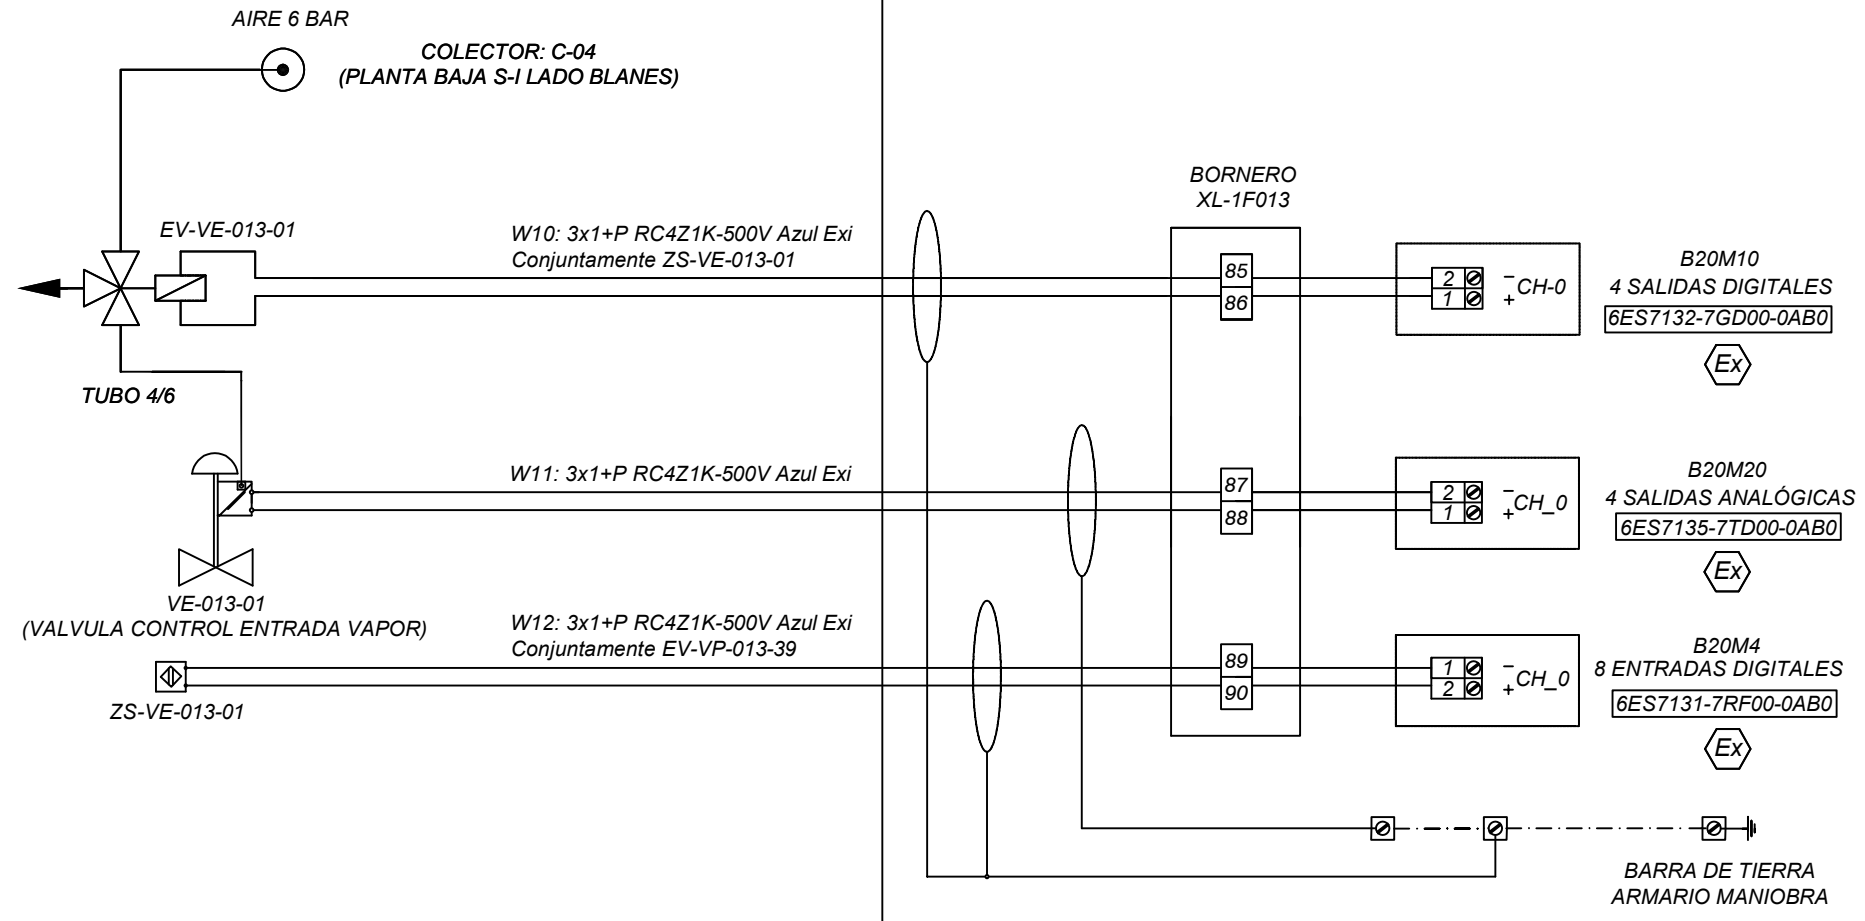 AIRE 6 BAR
COLECTOR: C-04
(PLANTA BAJA S-I LADO BLANES)
BORNERO
XL-1F013
EV-VE-013-01
W10: 3x1+P RC4Z1K-500V Azul Exi
Conjuntamente ZS-VE-013-01
85
86
2
1
–
+
CH-0
B20M10
4 SALIDAS DIGITALES
6ES7132-7GD00-0AB0
Ex
TUBO 4/6
W11: 3x1+P RC4Z1K-500V Azul Exi
87
88
2
1
–
+
CH_0
B20M20
4 SALIDAS ANALÓGICAS
6ES7135-7TD00-0AB0
Ex
VE-013-01
(VALVULA CONTROL ENTRADA VAPOR)
W12: 3x1+P RC4Z1K-500V Azul Exi
Conjuntamente EV-VP-013-39
89
90
1
2
–
+
CH_0
B20M4
8 ENTRADAS DIGITALES
6ES7131-7RF00-0AB0
Ex
ZS-VE-013-01
BARRA DE TIERRA
ARMARIO MANIOBRA